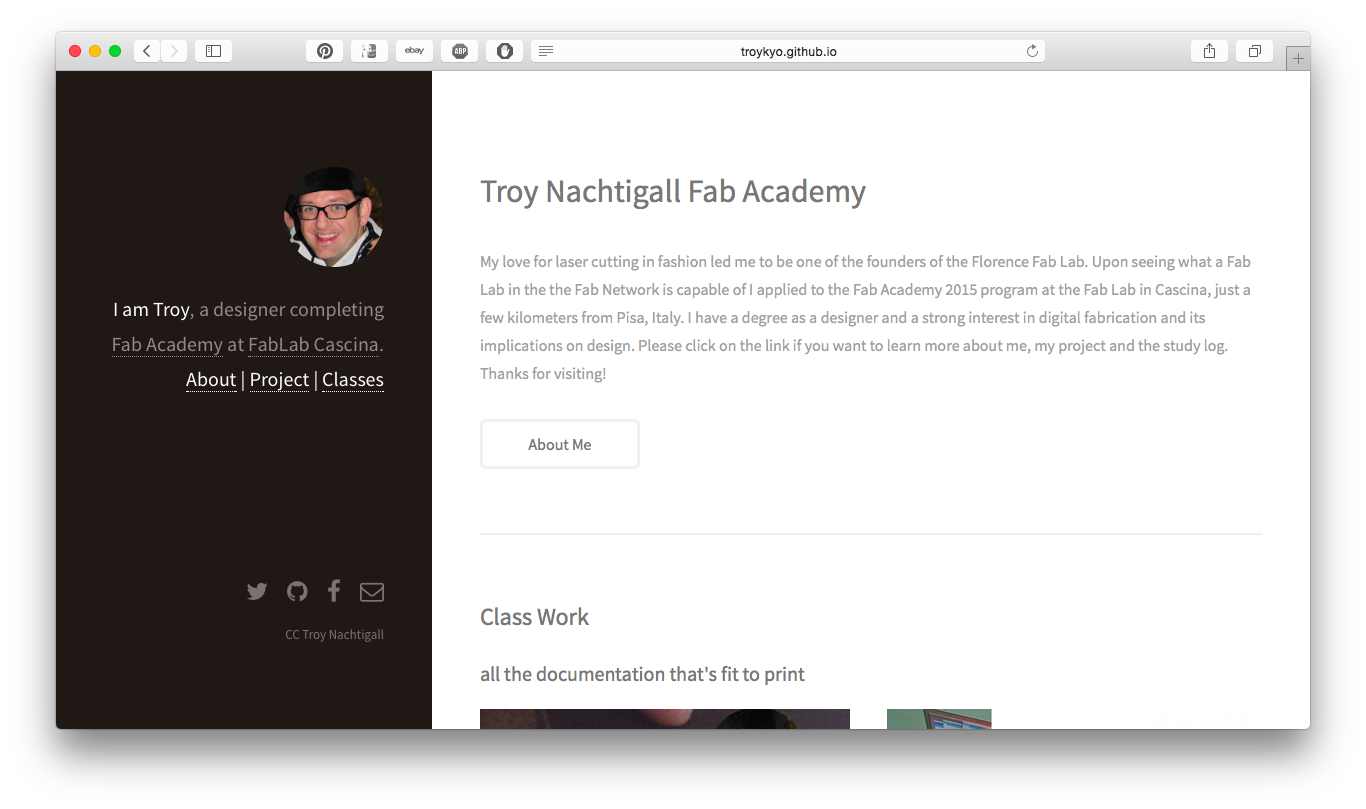 ebay
ABP
troykyo.github.io
I am Troy, a designer completing
Fab Academy at FabLab Cascina.
About | Project | Classes
CC Troy Nachtigall
Troy Nachtigall Fab Academy
My love for laser cutting in fashion led me to be one of the founders of the Florence Fab Lab. Upon seeing what a Fab
Lab in the the Fab Network is capable of I applied to the Fab Academy 2015 program at the Fab Lab in Cascina, just a
few kilometers from Pisa, Italy. I have a degree as a designer and a strong interest in digital fabrication and its
implications on design. Please click on the link if you want to learn more about me, my project and the study log.
Thanks for visiting!
About Me
Class Work
all the documentation that's fit to print